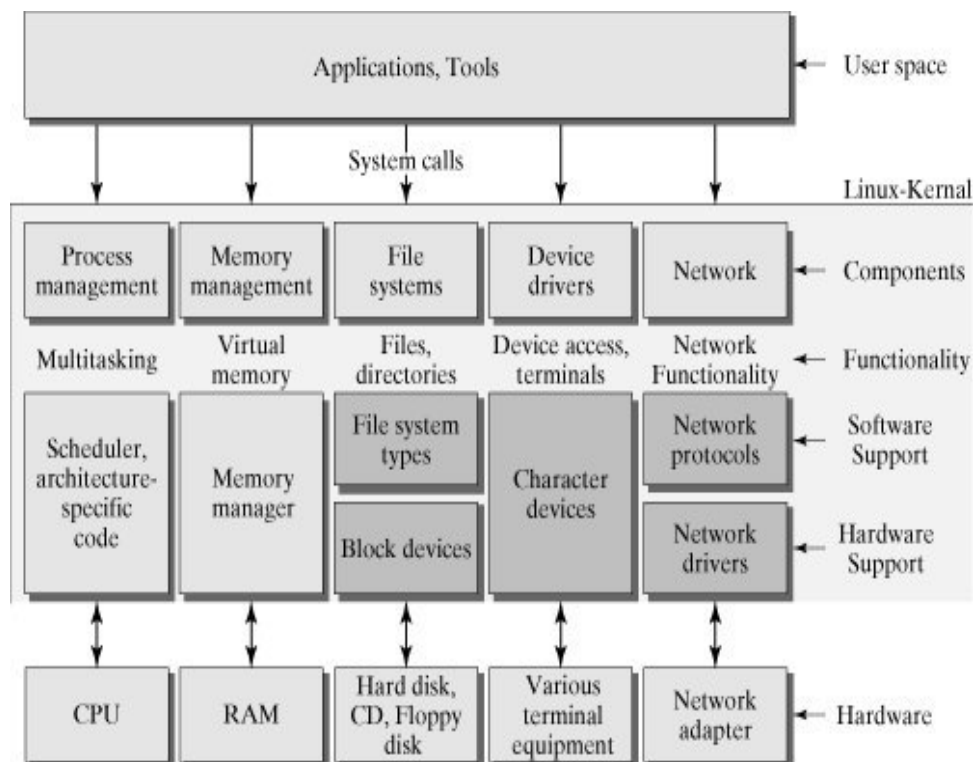 Applications, Tools
User space
System calls
Linux-Kernal
Process
management
Memory
management
File
systems
Device
drivers
Network
Components
Multitasking
Virtual
memory
Files,
directories
Device access,
terminals
Network
Functionality
Functionality
Scheduler,
architecture-
specific
code
Memory
manager
File system
types
Block devices
Character
devices
Network
protocols
Network
drivers
Software
Support
Hardware
Support
CPU
RAM
Hard disk,
CD, Floppy
disk
Various
terminal
equipment
Network
adapter
Hardware